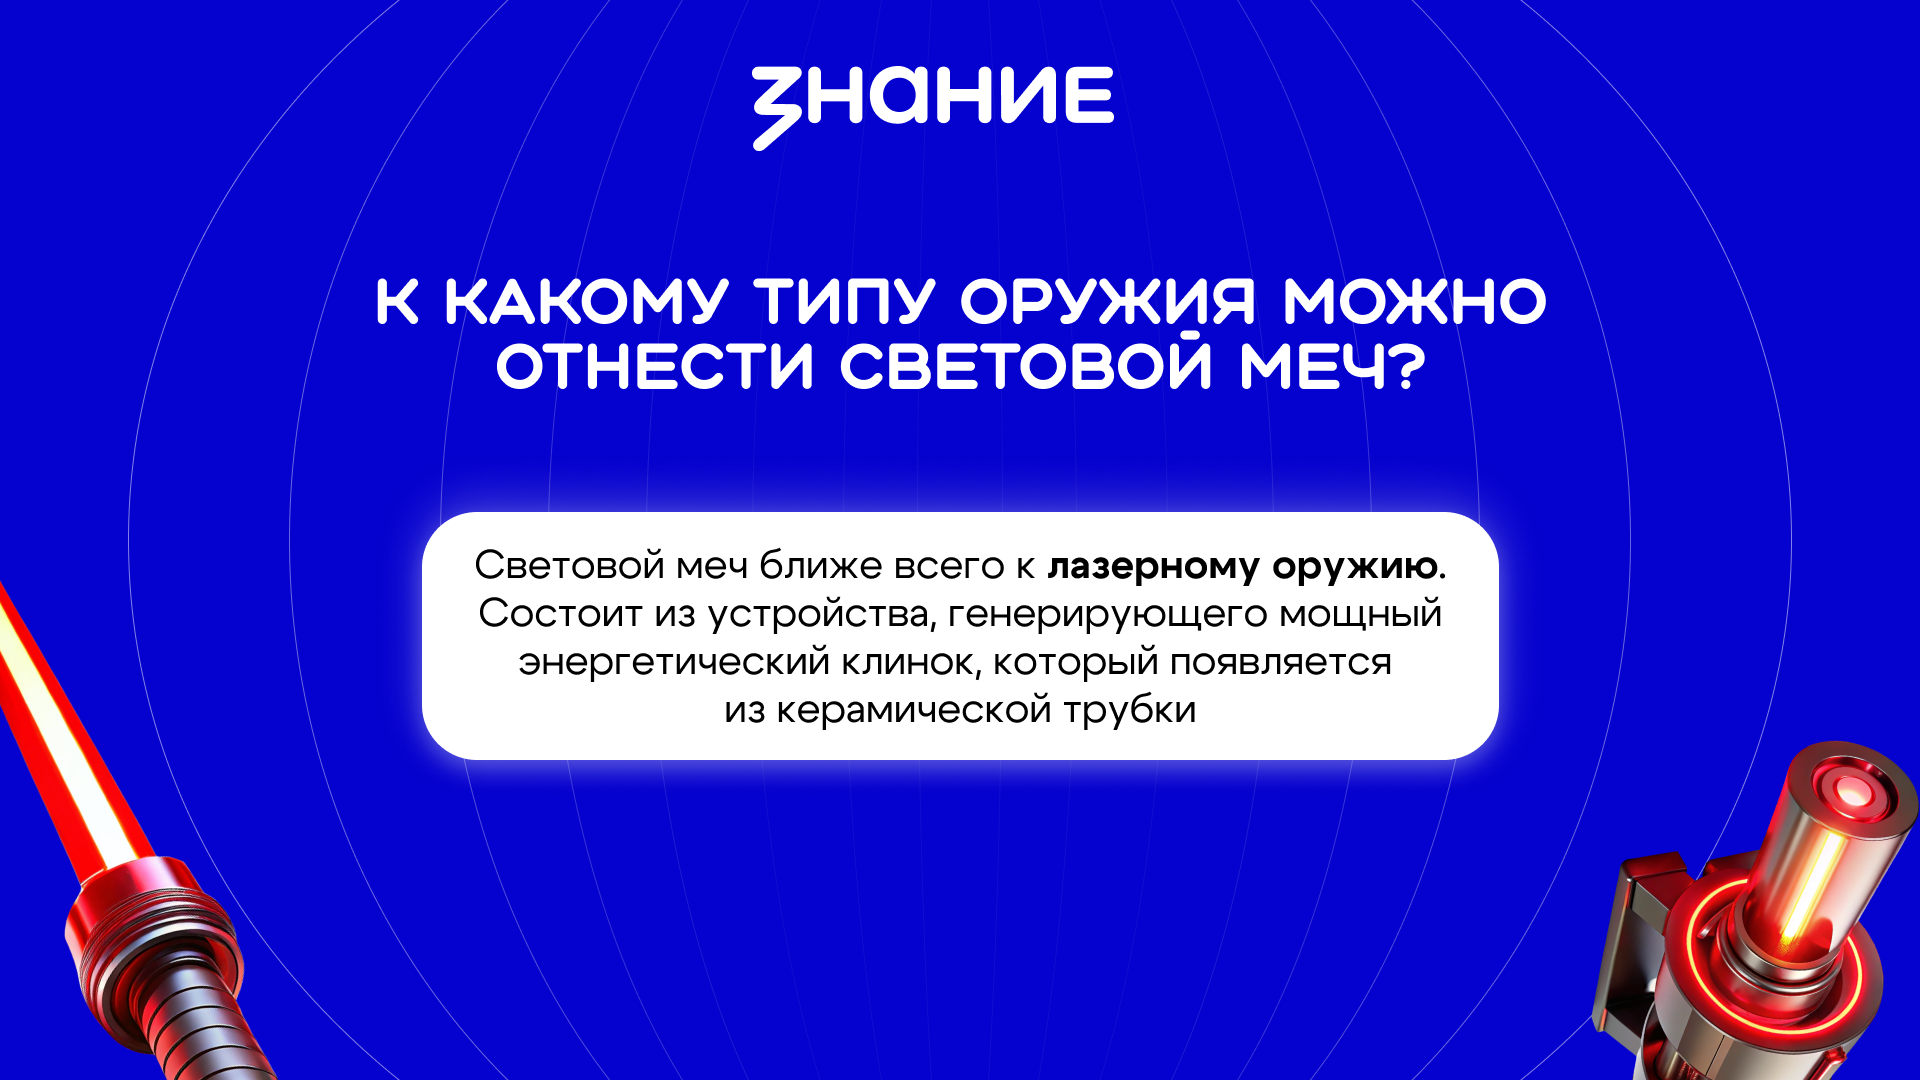 знание
К КАКОМУ ТИПУ ОРУЖИЯ МОЖНО
ОТНЕСТИ СВЕТОВОЙ МЕЧ?
Световой меч ближе всего к лазерному оружию.
Состоит из устройства, генерирующего мощный
энергетический клинок, который появляется
из керамической трубки